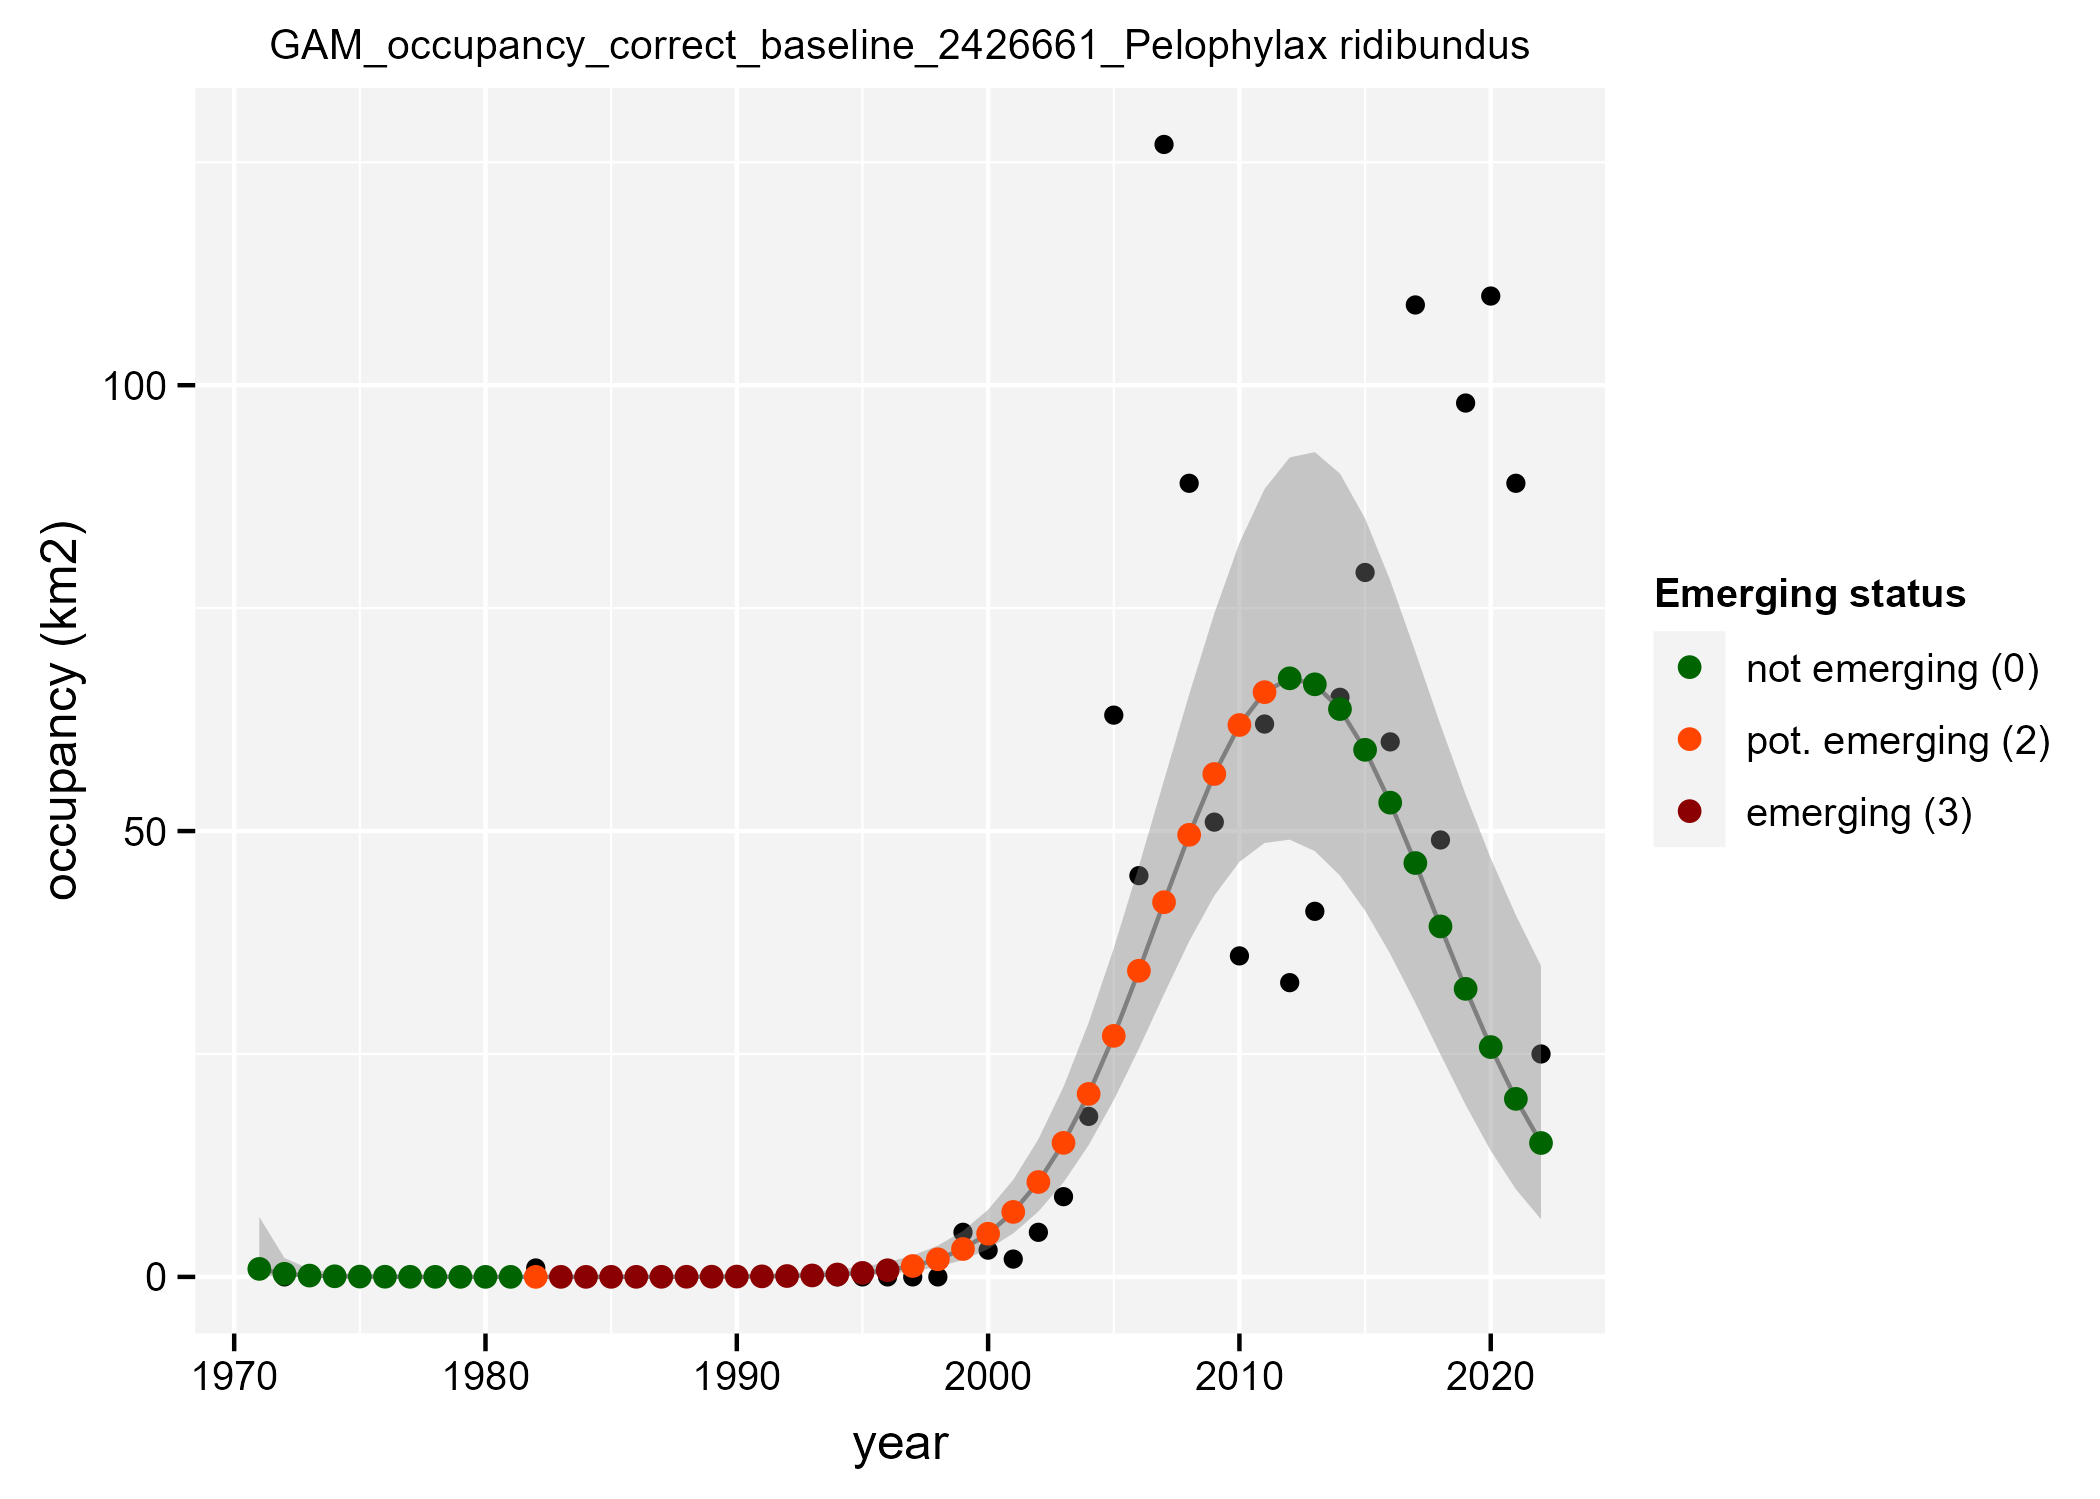 GAM_occupancy_correct_baseline_2426661_Pelophylax ridibundus
occupancy (km2)
100
50
0
1970 1980 1990 2000 2010 2020
year
Emerging status
not emerging (0)
pot. emerging (2)
emerging (3)